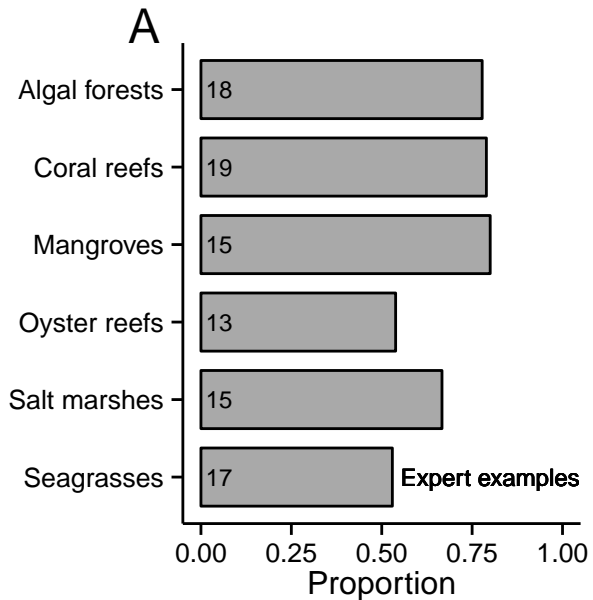 A
Algal forests 18
Coral reefs 19
Mangroves 15
Oyster reefs 13
Salt marshes 15
Seagrasses 17 Expert examples
0.00 0.25 0.50 0.75 1.00
Proportion